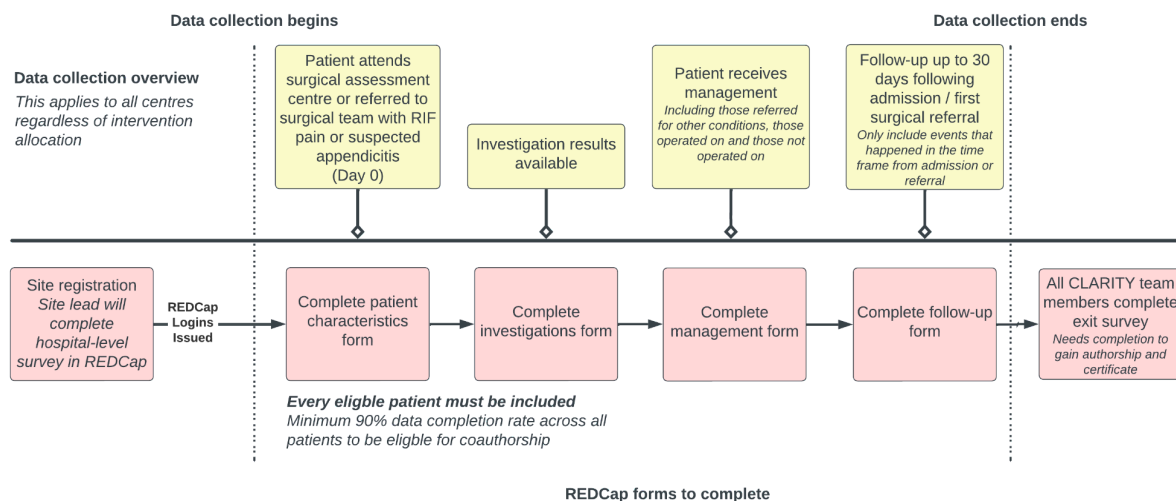 Data collection begins
Data collection ends
Data collection overview
This applies to all centres
regardless of intervention
allocation
Patient attends
surgical assessment
centre or referred to
surgical team with RIF
pain or suspected
appendicitis
(Day 0)
Investigation results
available
Patient receives
management
Including those referred
for other conditions, those
operated on and those not
operated on
Follow-up up to 30
days following
admission / first
surgical referral
Only include events that
happened in the time
frame from admission or
referral
Site registration
Site lead will
complete
hospital-level
survey in REDCap
REDCap
Logins
Issued
Complete patient
characteristics
form
Complete
investigations form
Complete
management form
Complete follow-up
form
All CLARITY team
members complete
exit survey
Needs completion to
gain authorship and
certificate
Every eligble patient must be included
Minimum 90% data completion rate across all
patients to be eligble for coauthorship
REDCap forms to complete